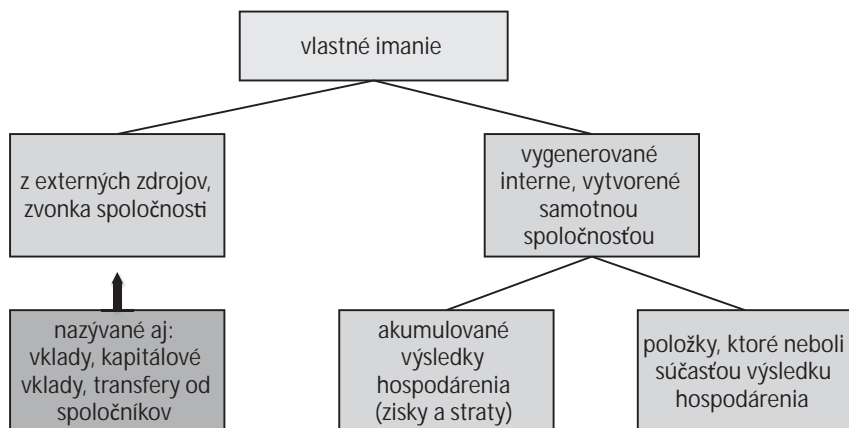 vlastné imanie
z externých zdrojov,
zvonka spoločnosti
vygenerované
interne, vytvorené
samotnou
spoločnosťou
nazývané aj:
vklady, kapitálové
vklady, transfery od
spoločníkov
akumulované
výsledky
hospodárenia
(zisky a straty)
položky, ktoré neboli
súčasťou výsledku
hospodárenia